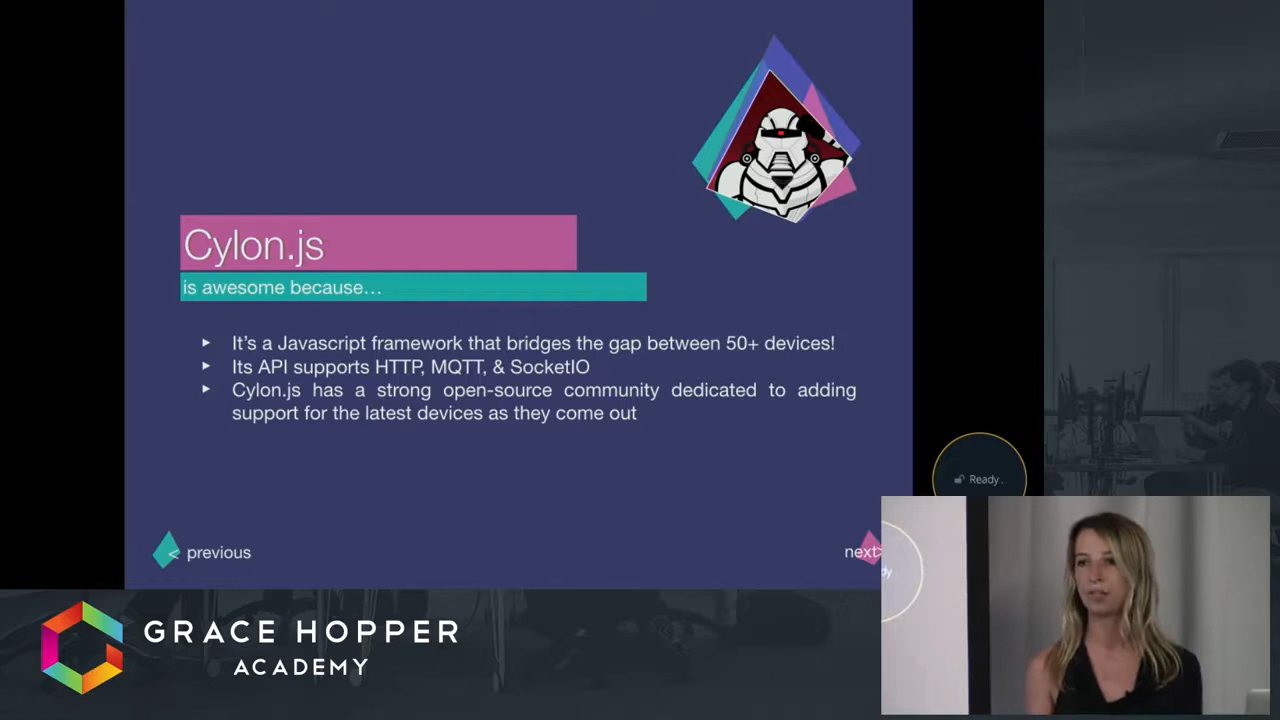 Cylon.js
is awesome because...
It's a Javascript framework that bridges the gap between 50+ devices!
Its API supports HTTP, MQTT, & SocketIO
Cylon.js has a strong open-source community dedicated to adding
support for the latest devices as they come out
Ready
< previous
next>
GRACE HOPPER
ACADEMY